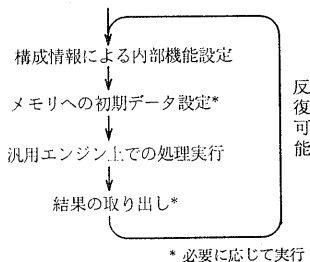 構成情報による内部機能設定
メモリへの初期データ設定*
汎用エンジン上での処理実行
結果の取り出し*
反復可能
* 必要に応じて実行